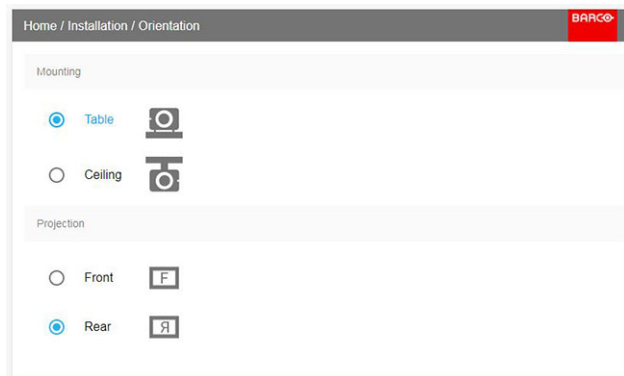 Home / Installation / Orientation
BARCO
Mounting
Table
Ceiling
Projection
Front
F
Rear
Я